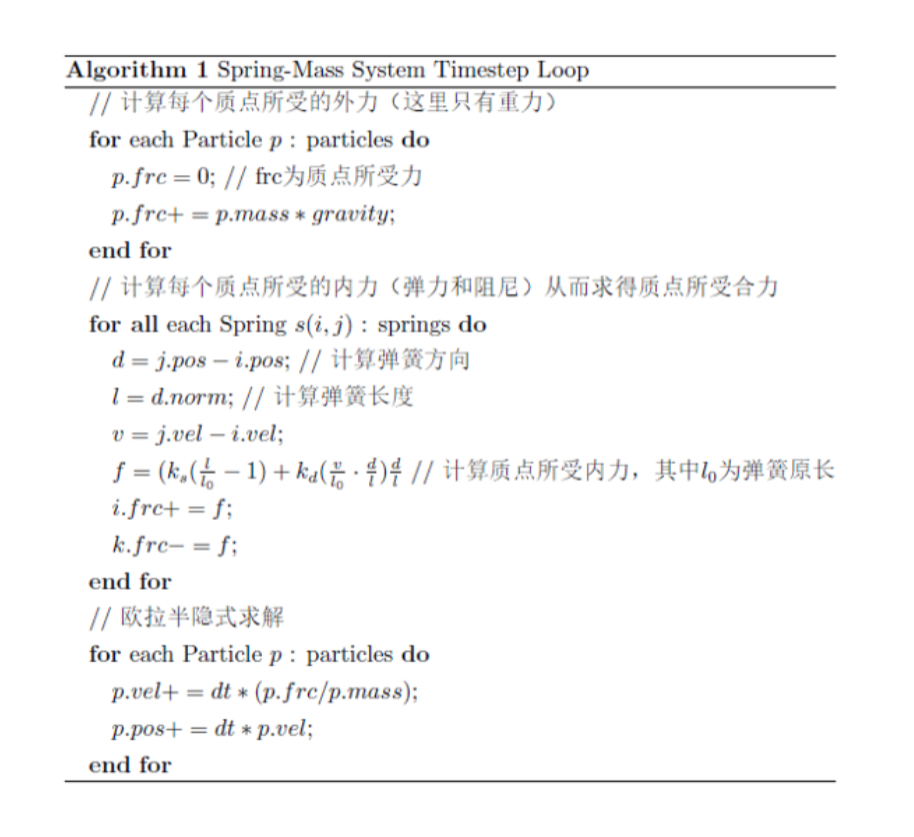 Algorithm 1 Spring-Mass System Timestep Loop
// 计算每个质点所受的外力（这里只有重力）
for each Particle p : particles do
p.frc = 0; // frc为质点所受力
p.frc+ = p.mass ∗ gravity;
end for
// 计算每个质点所受的内力（弹力和阻尼）从而求得质点所受合力
for all each Spring s(i, j) : springs do
d = j.pos − i.pos; // 计算弹簧方向
l = d.norm; // 计算弹簧长度
v = j.vel − i.vel;
f = (k_s(\frac{l}{l_0} − 1) + k_d(\frac{v}{l_0} · \frac{d}{l})\frac{d}{l} // 计算质点所受内力，其中l_0为弹簧原长
i.frc+ = f;
k.frc− = f;
end for
// 欧拉半隐式求解
for each Particle p : particles do
p.vel+ = dt ∗ (p.frc/p.mass);
p.pos+ = dt ∗ p.vel;
end for